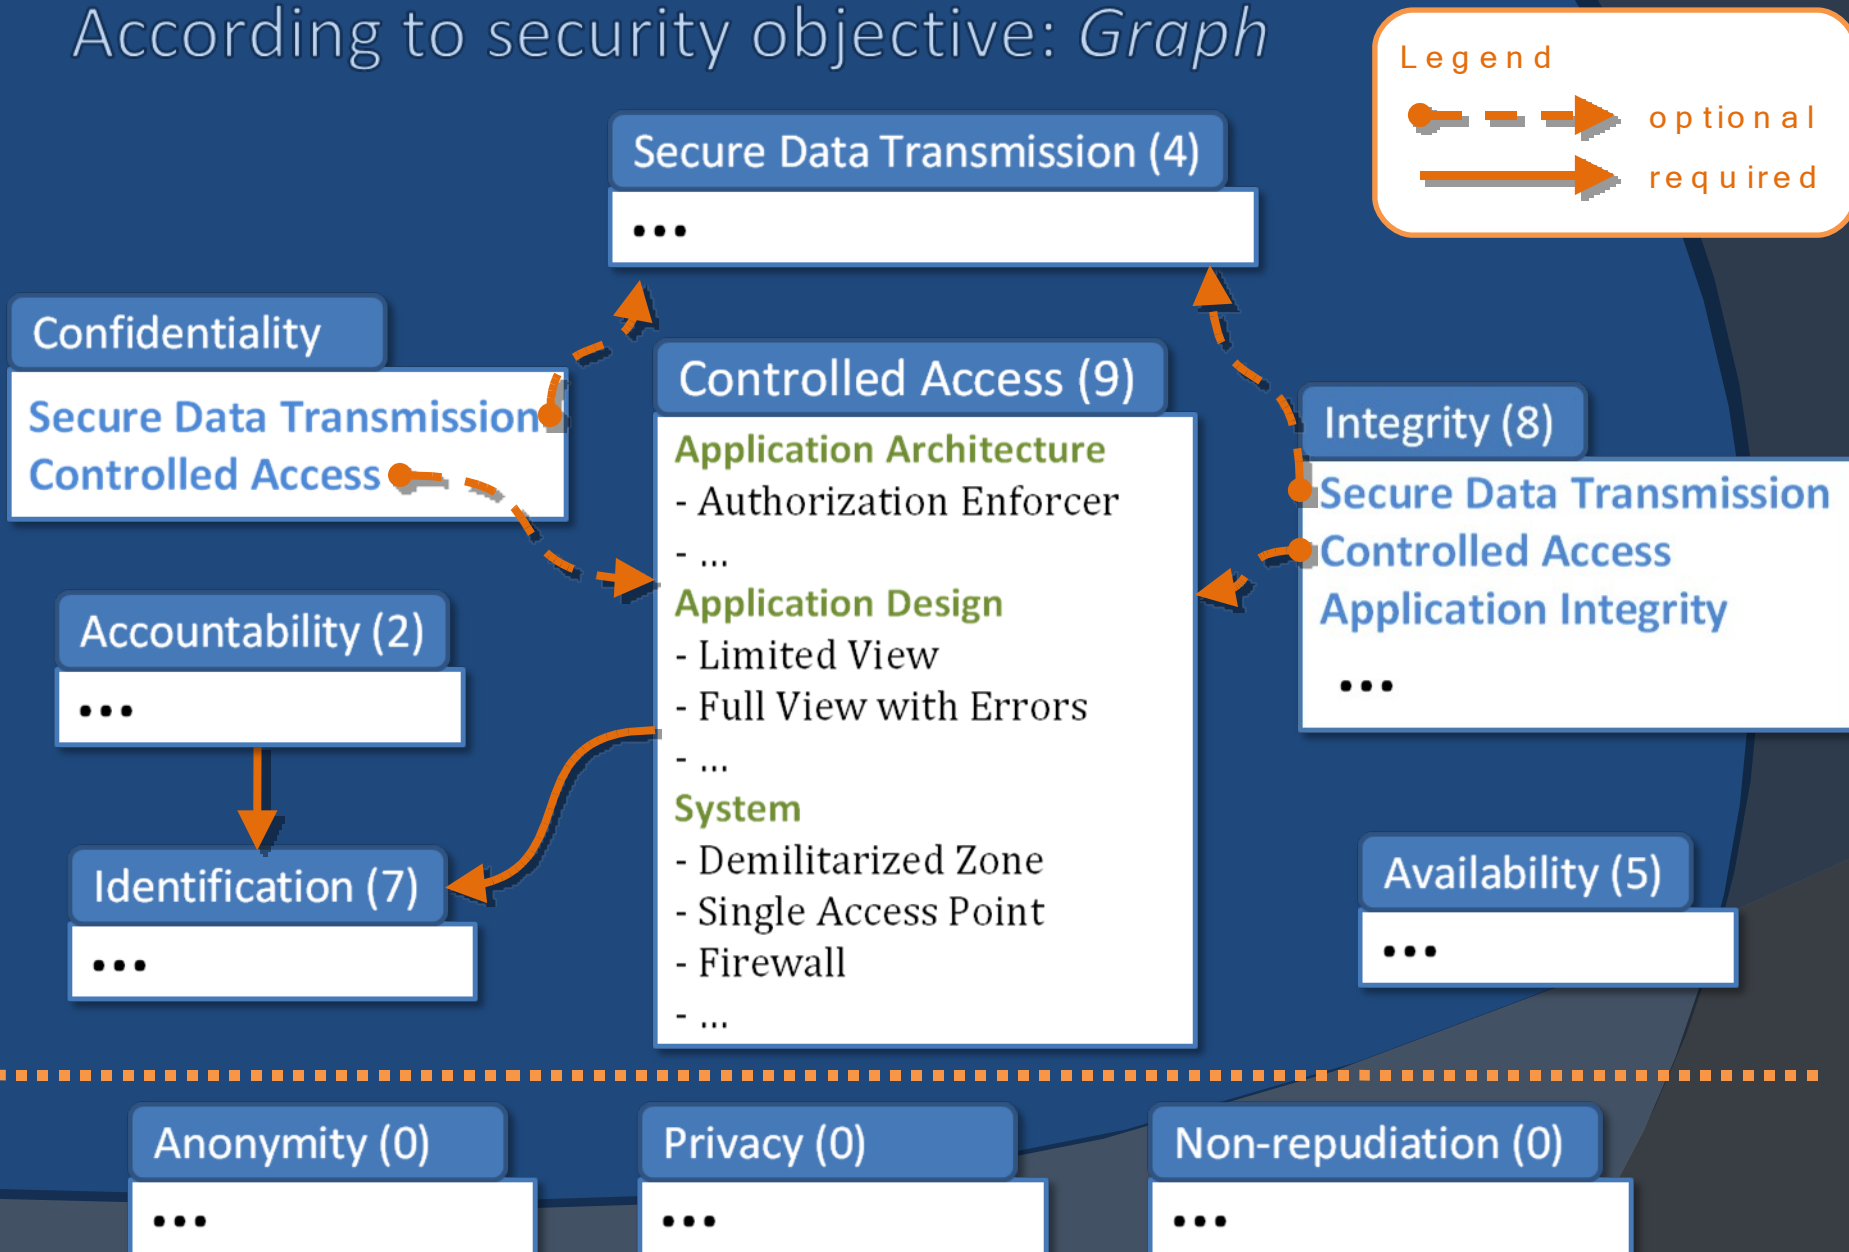 According to security objective: Graph
Legend
optional
required
Secure Data Transmission (4)
...
Confidentiality
Secure Data Transmission
Controlled Access
Controlled Access (9)
Application Architecture
- Authorization Enforcer
- ...
Application Design
- Limited View
- Full View with Errors
- ...
System
- Demilitarized Zone
- Single Access Point
- Firewall
- ...
Integrity (8)
Secure Data Transmission
Controlled Access
Application Integrity
...
Accountability (2)
...
Identification (7)
...
Availability (5)
...
Anonymity (0)
...
Privacy (0)
...
Non-repudiation (0)
...